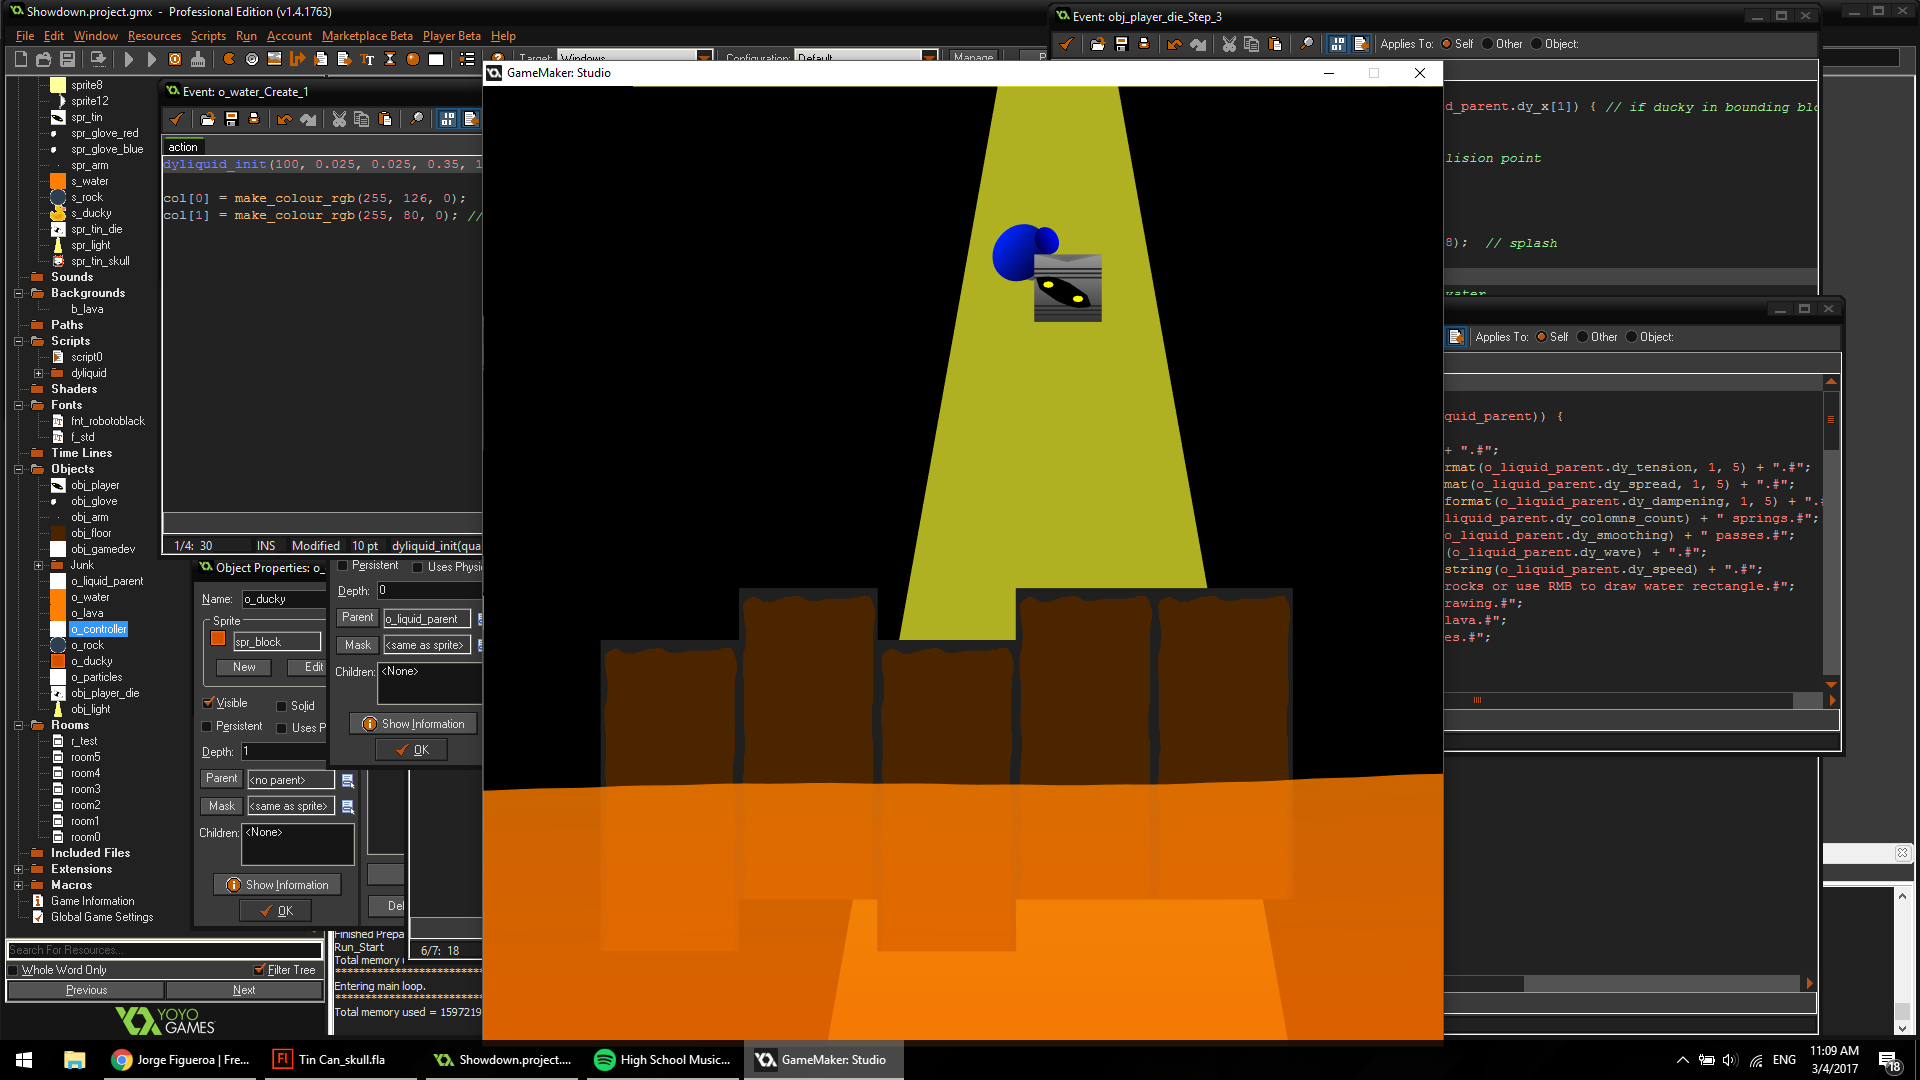 Showdown.project.gmx - Professional Edition (v1.4.1763)
File Edit Window Resources Scripts Run Account Marketplace Beta Player Beta Help
Target: Windows
Configuration: Default
Manage
sprite8
sprite12
spr_tin
spr_glove_red
spr_glove_blue
spr_arm
s_water
s_rock
s_ducky
spr_tin_die
spr_light
spr_tin_skull
Sounds
Backgrounds
b_lava
Paths
Scripts
script0
dyliquid
Shaders
Fonts
fnt_robotoblack
f_std
Time Lines
Objects
obj_player
obj_glove
obj_arm
obj_floor
obj_gamedev
Junk
o_liquid_parent
o_water
o_lava
o_controller
o_rock
o_ducky
o_particles
obj_player_die
obj_light
Rooms
r_test
room5
room4
room3
room2
room1
room0
Included Files
Extensions
Macros
Game Information
Global Game Settings
Search For Resources...
Whole Word Only
Filter Tree
Previous
Next
YOYO
GAMES
Event: o_water_Create_1
action
dyliquid_init(100, 0.025, 0.025, 0.35, 1
col[0] = make_colour_rgb(255, 126, 0);
col[1] = make_colour_rgb(255, 80, 0); //
1/4: 30 INS Modified 10 pt dyliquid_init(qua
Object Properties: o_
Name: o_ducky
Sprite
spr_block
New
Edit
Visible
Solid
Persistent
Uses P
Depth: 1
Parent <no parent>
Mask <same as sprite>
Children: <None>
Show Information
OK
Persistent
Uses Physi
Depth: 0
Parent o_liquid_parent
Mask <same as sprite>
Children: <None>
Show Information
OK
Del
6/7: 18
Finished Prepa
Run_Start
Total memory u
Entering main loop.
Total memory used = 1597219
GameMaker: Studio
Event: obj_player_die_Step_3
Applies To: Self Other Object:
d_parent.dy_x[1]) { // if ducky in bounding blo
lision point
8); // splash
water
Applies To: Self Other Object:
quid_parent)) {
+ ".#";
rmat(o_liquid_parent.dy_tension, 1, 5) + ".#";
mat(o_liquid_parent.dy_spread, 1, 5) + ".#";
format(o_liquid_parent.dy_dampening, 1, 5) + ".#
liquid_parent.dy_colomns_count) + " springs.#";
o_liquid_parent.dy_smoothing) + " passes.#";
(o_liquid_parent.dy_wave) + ".#";
string(o_liquid_parent.dy_speed) + ".#";
rocks or use RMB to draw water rectangle.#";
rawing.#";
lava.#";
es.#";
Jorge Figueroa | Fre...
Tin Can_skull.fla
Showdown.project....
High School Music...
GameMaker: Studio
ENG
11:09 AM
3/4/2017
18